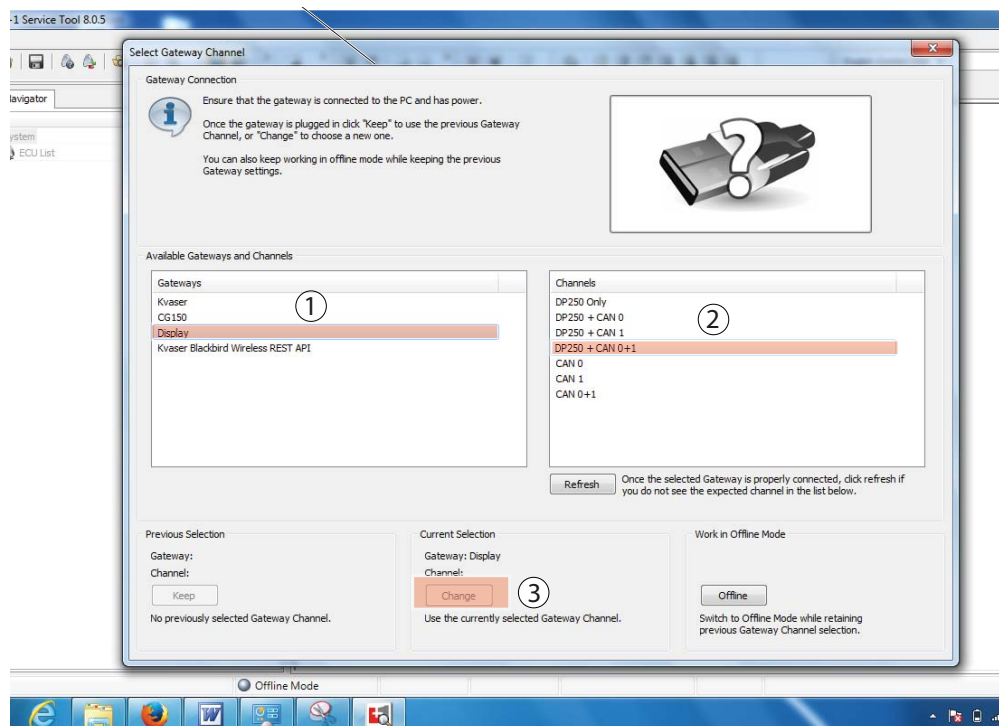 -1 Service Tool 8.0.5
Select Gateway Channel
Navigator
System
ECU List
Gateway Connection
Ensure that the gateway is connected to the PC and has power.
Once the gateway is plugged in click "Keep" to use the previous Gateway
Channel, or "Change" to choose a new one.
You can also keep working in offline mode while keeping the previous
Gateway settings.
Available Gateways and Channels
Gateways
Kvaser
CG150
Display
Kvaser Blackbird Wireless REST API
1
Channels
DP250 Only
DP250 + CAN 0
DP250 + CAN 1
DP250 + CAN 0+1
CAN 0
CAN 1
CAN 0+1
2
Refresh
Once the selected Gateway is properly connected, click refresh if
you do not see the expected channel in the list below.
Previous Selection
Gateway:
Channel:
Keep
No previously selected Gateway Channel.
Current Selection
Gateway: Display
Channel:
Change
3
Use the currently selected Gateway Channel.
Work in Offline Mode
Offline
Switch to Offline Mode while retaining
previous Gateway Channel selection.
Offline Mode